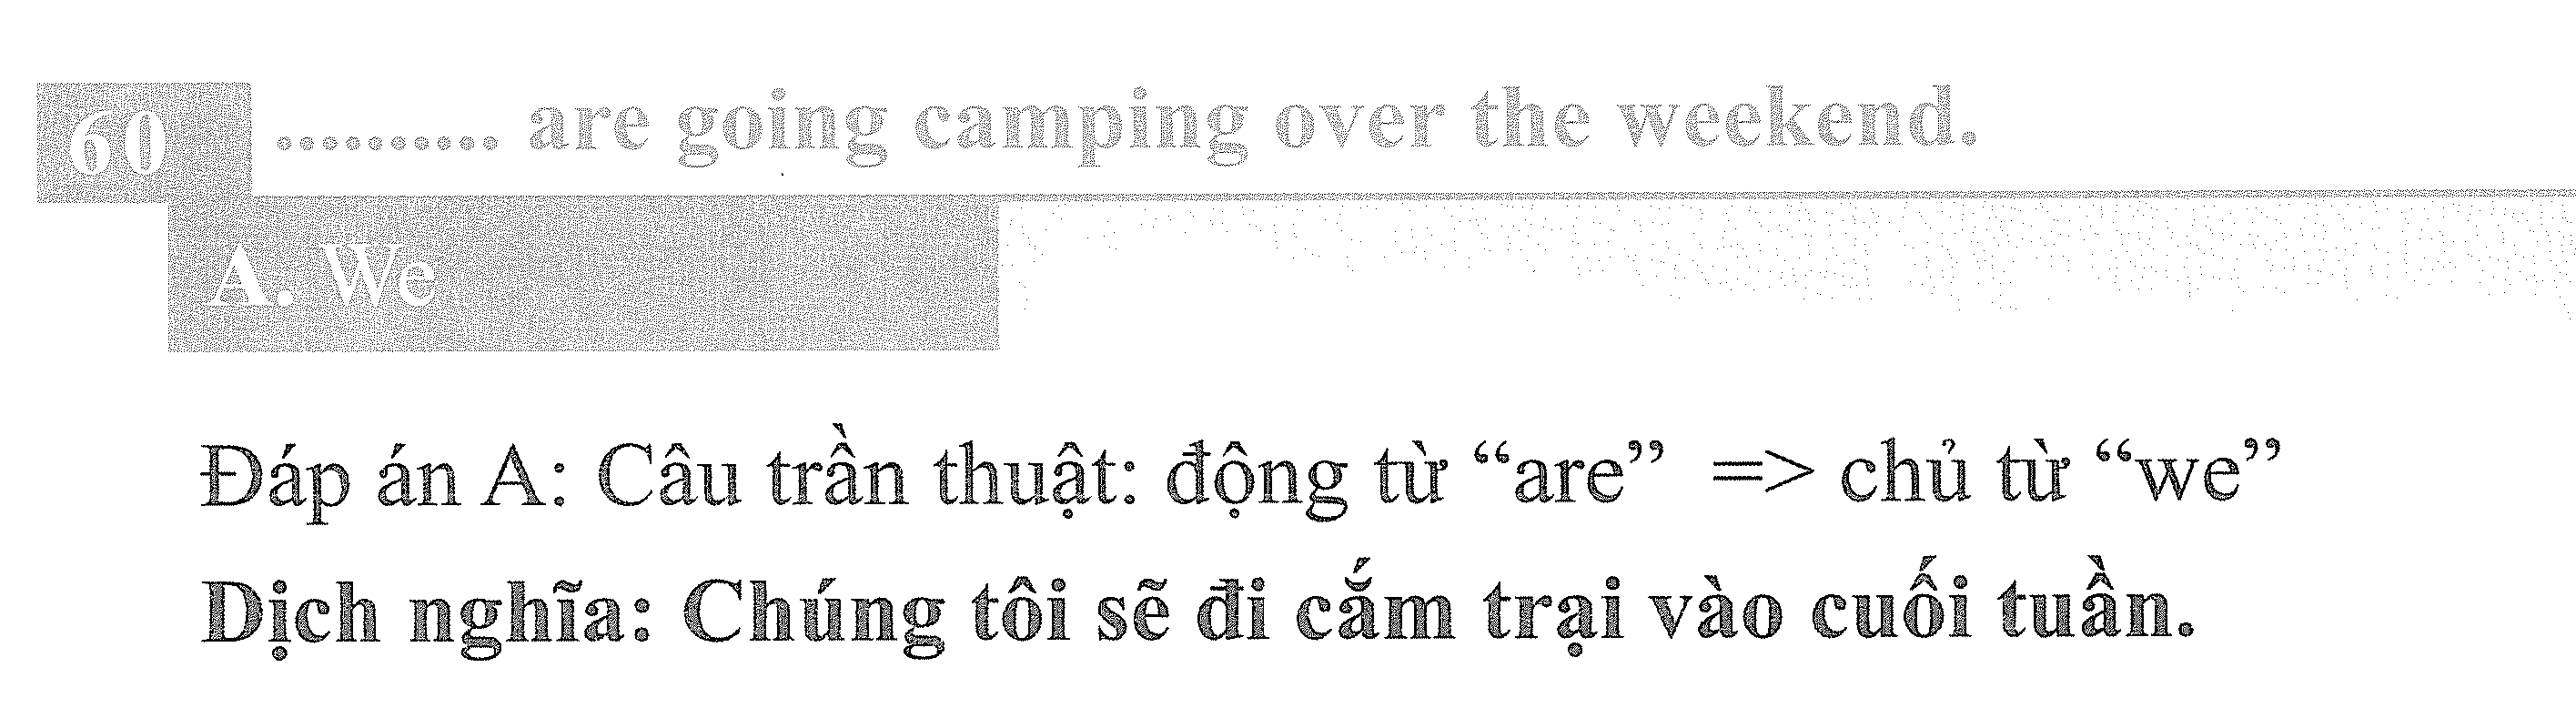 60 .......... are going camping over the weekend.
A. We
Đáp án A: Câu trần thuật: động từ “are” => chủ từ “we”
Dịch nghĩa: Chúng tôi sẽ đi cắm trại vào cuối tuần.